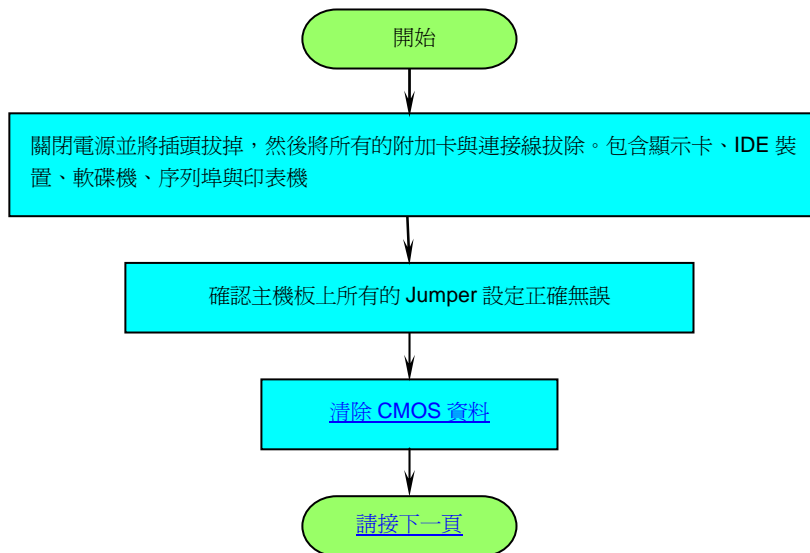 開始
關閉電源並將插頭拔掉，然後將所有的附加卡與連接線拔除。包含顯示卡、IDE 裝
置、軟碟機、序列埠與印表機
確認主機板上所有的 Jumper 設定正確無誤
清除 CMOS 資料
請接下一頁